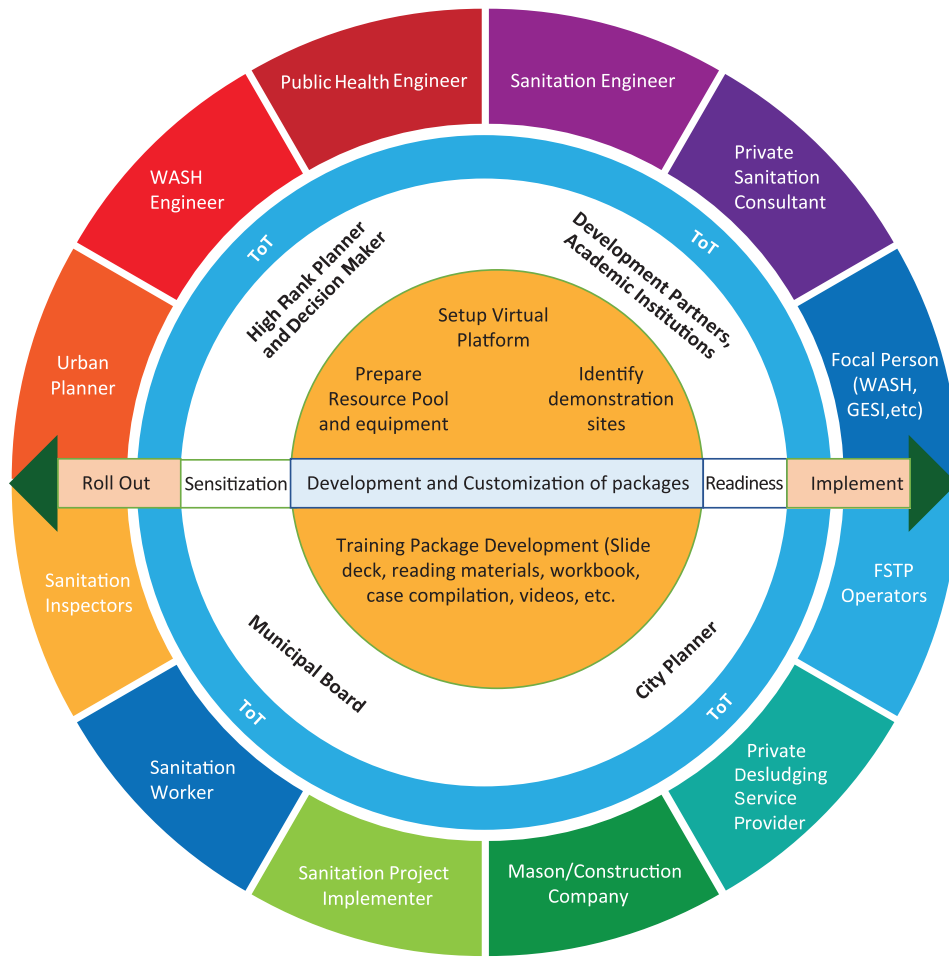 Public Health Engineer
Sanitation Engineer
WASH
Engineer
Private
Sanitation
Consultant
ToT
ToT
High Rank Planner
and Decision Maker
Development Partners,
Academic Institutions
Setup Virtual
Platform
Urban
Planner
Prepare
Resource Pool
and equipment
Identify
demonstration
sites
Focal Person
(WASH,
GESI,etc)
Roll Out
Sensitization
Development and Customization of packages
Readiness
Implement
Sanitation
Inspectors
Training Package Development (Slide
deck, reading materials, workbook,
case compilation, videos, etc.
FSTP
Operators
Municipal Board
City Planner
ToT
ToT
Sanitation
Worker
Private
Desludging
Service
Provider
Sanitation Project
Implementer
Mason/Construction
Company